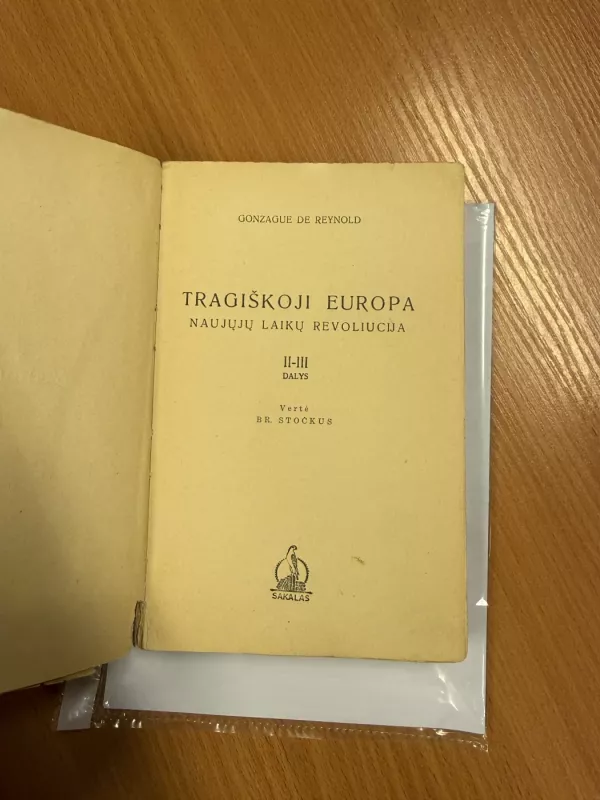 GONZAGUE DE REYNOLD
TRAGIŠKOJI EUROPA
NAUJŲJŲ LAIKŲ REVOLIUCIJA
II-III
DALYS
Vertė
BR. STOČKUS
SAKALAS